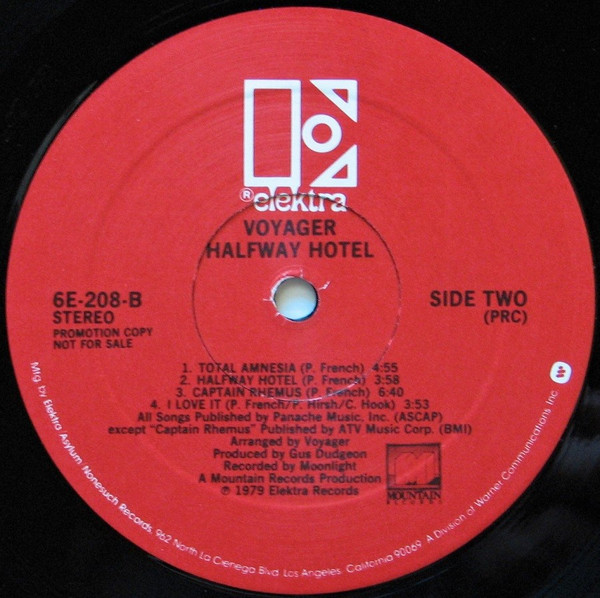 ® elektra
VOYAGER
HALFWAY HOTEL
6E-208-B
STEREO
PROMOTION COPY
NOT FOR SALE
SIDE TWO
(PRC)
1. TOTAL AMNESIA (P. French) 4:55
2. HALFWAY HOTEL (P. French) 3:58
3. CAPTAIN RHEMUS (P. French) 6:40
4. I LOVE IT (P. French/P. Hirsh/C. Hook) 3:53
All Songs Published by Panache Music, Inc. (ASCAP)
except "Captain Rhemus" Published by ATV Music Corp. (BMI)
Arranged by Voyager
Produced by Gus Dudgeon
Recorded by Moonlight
A Mountain Records Production
℗ 1979 Elektra Records
MOUNTAIN
RECORDS
Mfg. by Elektra Asylum Nonesuch Records, 962 North La Cienega Blvd. Los Angeles, California 90069. A Division of Warner Communications Inc.